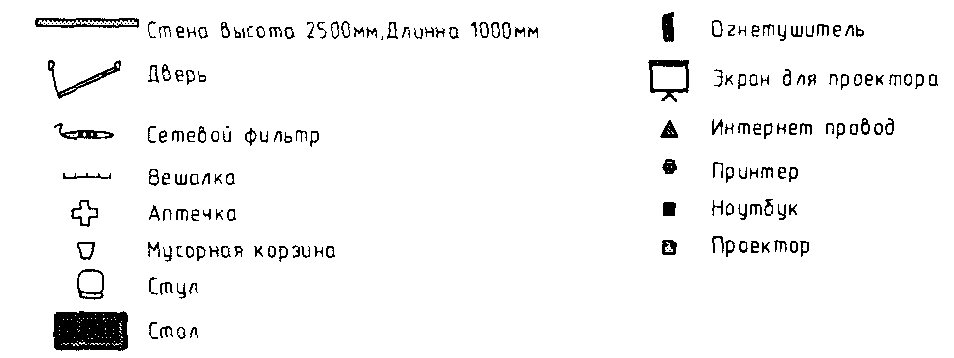 Стена Высота 2500мм,Длинна 1000мм
Дверь
Сетевой фильтр
Вешалка
Аптечка
Мусорная корзина
Стул
Стол
Огнетушитель
Экран для проектора
Интернет провод
Принтер
Ноутбук
Проектор